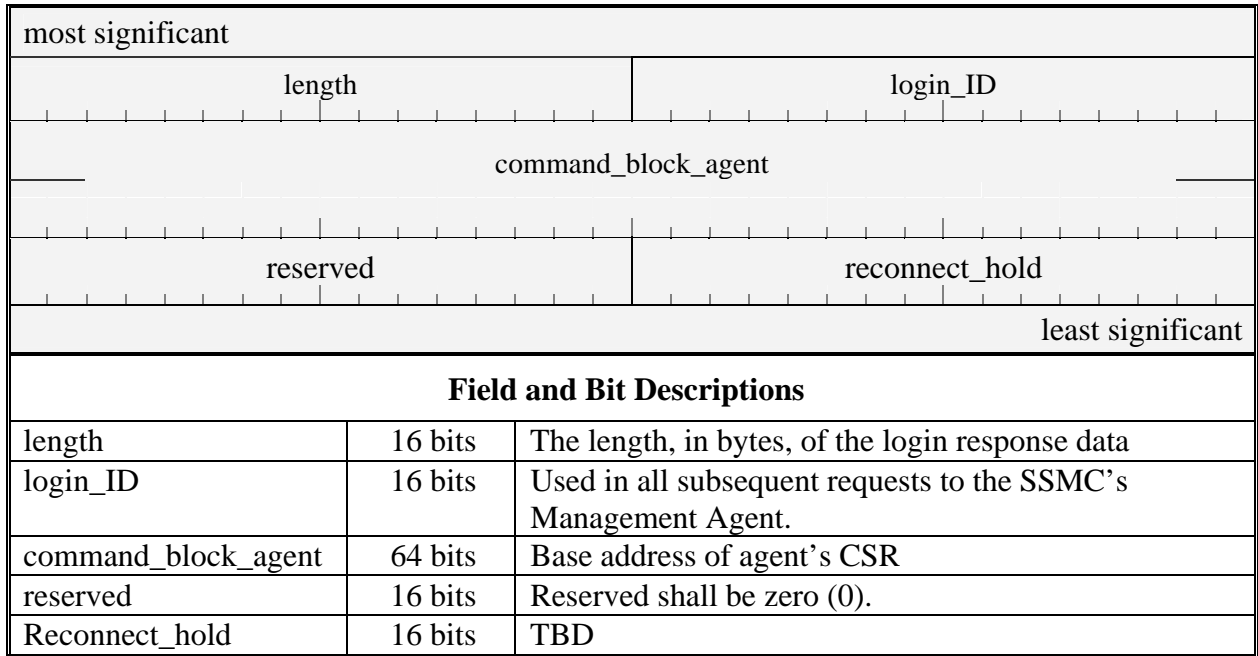 most significant
length login_ID
command_block_agent
reserved reconnect_hold
least significant
Field and Bit Descriptions
length 16 bits The length, in bytes, of the login response data
login_ID 16 bits Used in all subsequent requests to the SSMC’s
Management Agent.
command_block_agent 64 bits Base address of agent’s CSR
reserved 16 bits Reserved shall be zero (0).
Reconnect_hold 16 bits TBD